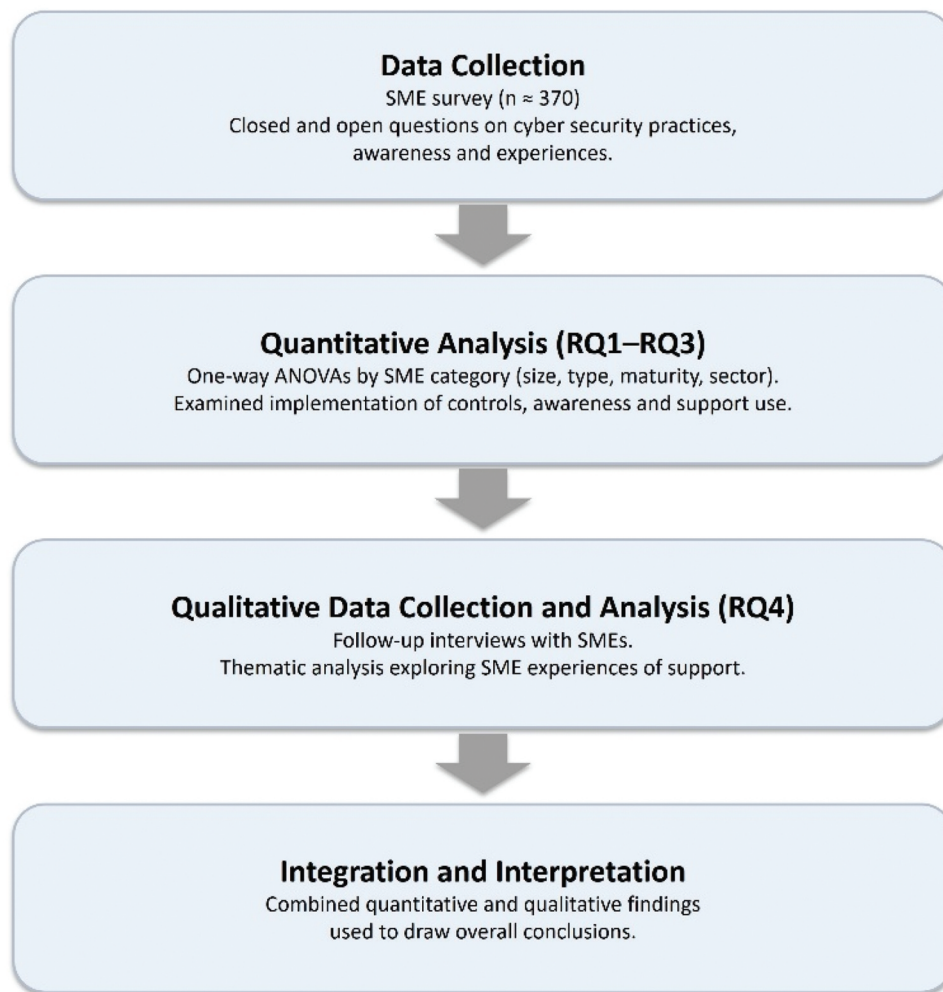 Data Collection
SME survey (n ≈ 370)
Closed and open questions on cyber security practices,
awareness and experiences.
Quantitative Analysis (RQ1–RQ3)
One-way ANOVAs by SME category (size, type, maturity, sector).
Examined implementation of controls, awareness and support use.
Qualitative Data Collection and Analysis (RQ4)
Follow-up interviews with SMEs.
Thematic analysis exploring SME experiences of support.
Integration and Interpretation
Combined quantitative and qualitative findings
used to draw overall conclusions.